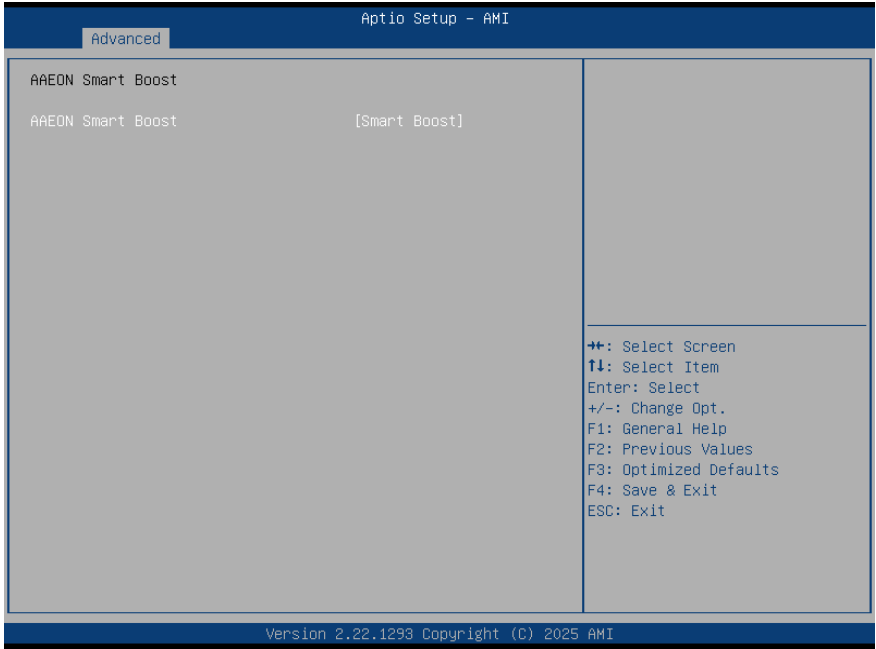 Aptio Setup – AMI
Advanced
AAEON Smart Boost
AAEON Smart Boost [Smart Boost]
→←: Select Screen
↑↓: Select Item
Enter: Select
+/-: Change Opt.
F1: General Help
F2: Previous Values
F3: Optimized Defaults
F4: Save & Exit
ESC: Exit
Version 2.22.1293 Copyright (C) 2025 AMI